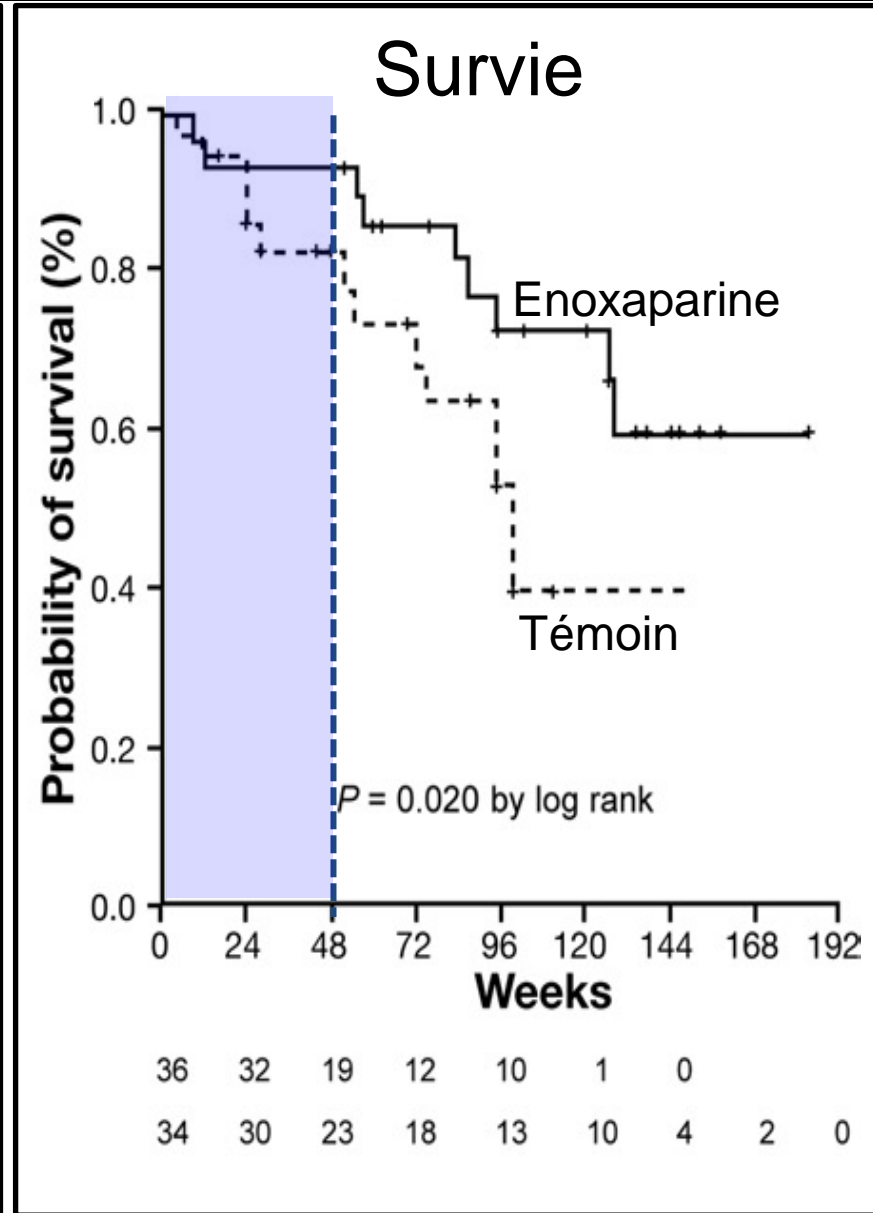 Survie
Probability of survival (%)
1.0
0.8
0.6
0.4
0.2
0.0
Enoxaparine
Témoin
P = 0.020 by log rank
0 24 48 72 96 120 144 168 192
Weeks
36 32 19 12 10 1 0
34 30 23 18 13 10 4 2 0